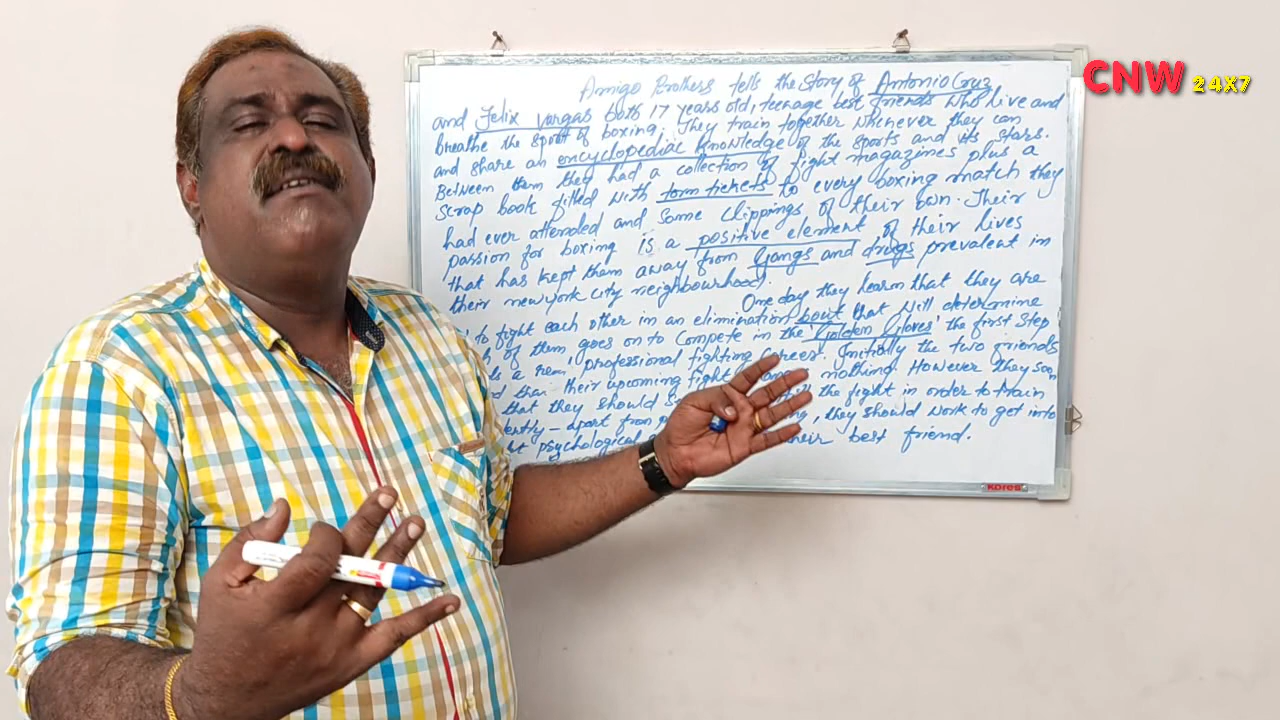 CNW 24X7
Amigo Brothers tells the story of Antonio Cruz
and Felix vargas both 17 years old, teenage best friends who live and
breathe the sport of boxing. They train together whenever they can
and share an encyclopediac knowledge of the sports and its stars.
Between them they had a collection of fight magazines plus a
scrap book filled with torn tickets to every boxing match they
had ever attended and some clippings of their own. Their
passion for boxing is a positive element of their lives
that has kept them away from Gangs and drugs prevalent in
their newyork city neighbourhood.
One day they learn that they are
to fight each other in an elimination bout that will determine
of them goes on to compete in the 'Golden Gloves' the first step
a real professional fighting career. Initially the two friends
that their upcoming fight nothing. However they soon
that they should the fight in order to train
apart from , they should work to get into
psychological their best friend.
KORES